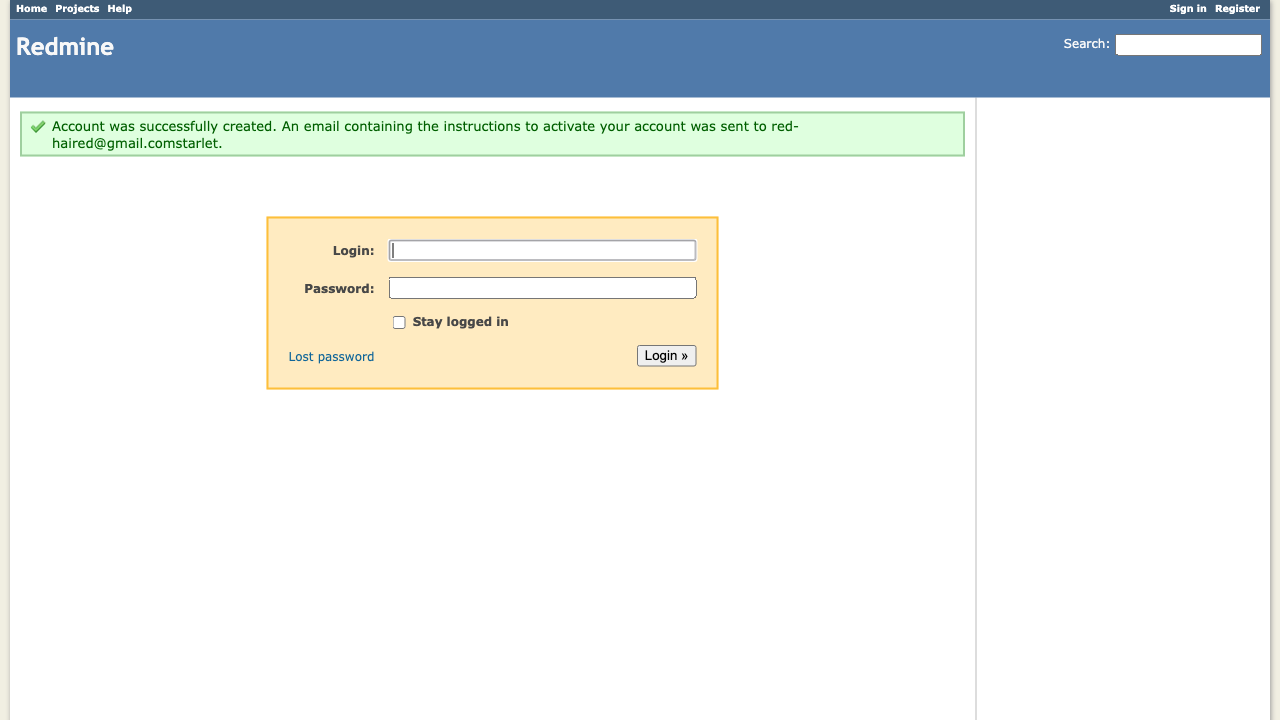 Home Projects Help Sign in Register
Redmine
Search:
Account was successfully created. An email containing the instructions to activate your account was sent to red-
haired@gmail.comstarlet.
Login:
Password:
Stay logged in
Lost password Login »